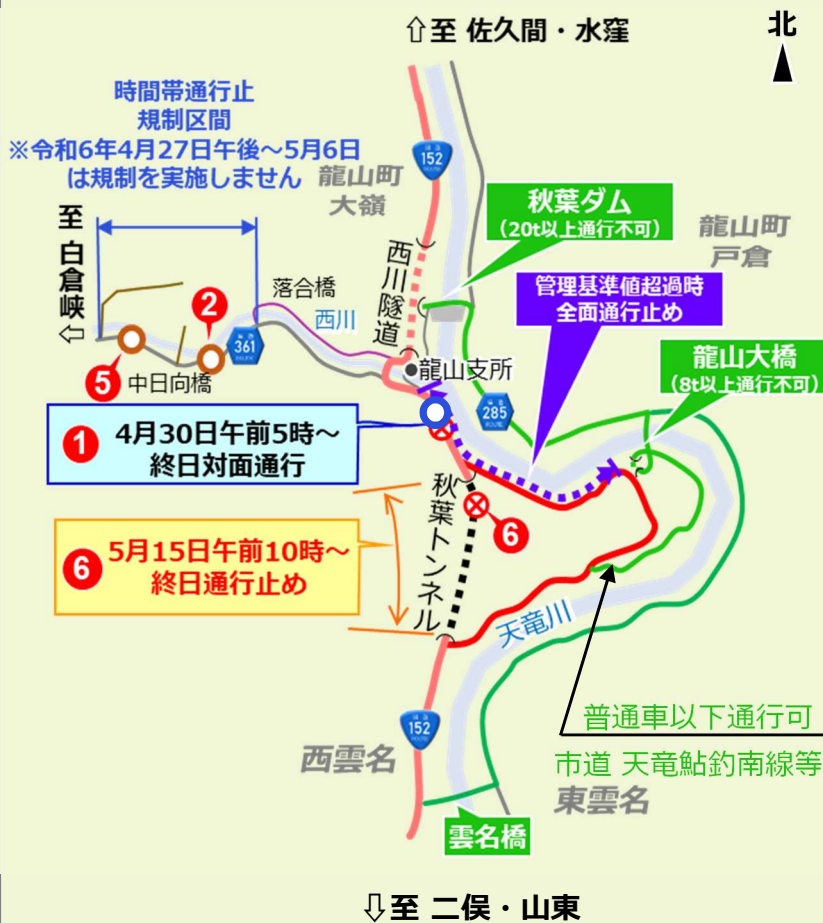 ⇧至 佐久間・水窪
北
時間帯通行止
規制区間
※令和6年4月27日午後～5月6日
は規制を実施しません
152
龍山町
大嶺
秋葉ダム
（20t以上通行不可）
龍山町
戸倉
至 白倉峡
⇦
西川隧道
管理基準値超過時
全面通行止め
落合橋
西川
2
361
5
中日向橋
龍山支所
龍山大橋
（8t以上通行不可）
285
1
4月30日午前5時～
終日対面通行
秋葉トンネル
6
6
5月15日午前10時～
終日通行止め
天竜川
152
普通車以下通行可
市道 天竜鮎釣南線等
西雲名
東雲名
雲名橋
⇩至 二俣・山東